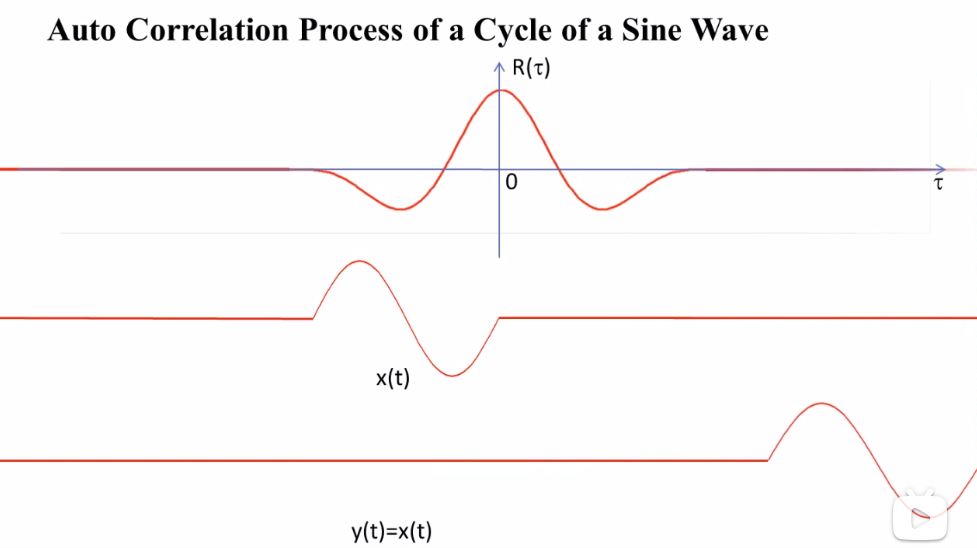 Auto Correlation Process of a Cycle of a Sine Wave
R(τ)
0
τ
x(t)
y(t)=x(t)